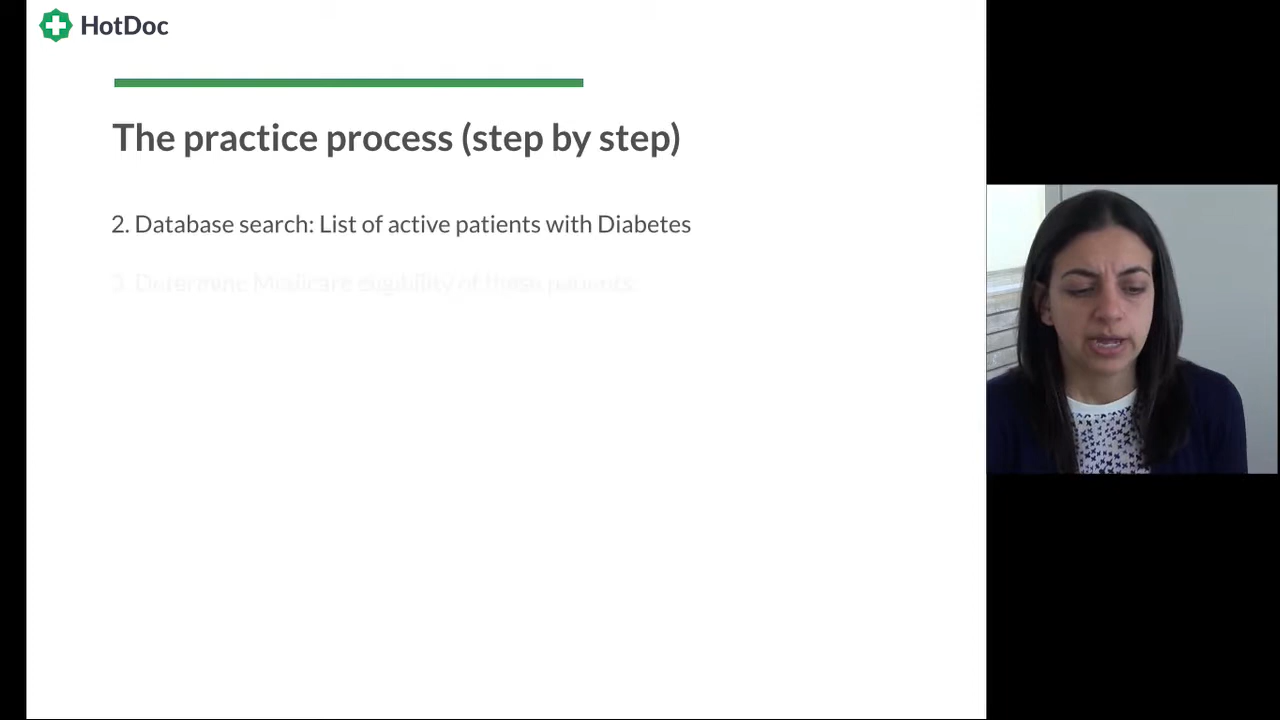 HotDoc
The practice process (step by step)
2. Database search: List of active patients with Diabetes
3. Determine Medicare eligibility of these patients